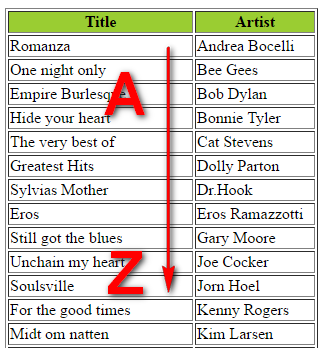 Title Artist
Romanza Andrea Bocelli
One night only Bee Gees
Empire Burlesque Bob Dylan
A
Hide your heart Bonnie Tyler
The very best of Cat Stevens
Greatest Hits Dolly Parton
Sylvias Mother Dr.Hook
Eros Eros Ramazzotti
Still got the blues Gary Moore
Unchain my heart Joe Cocker
Z
Soulsville Jorn Hoel
For the good times Kenny Rogers
Midt om natten Kim Larsen